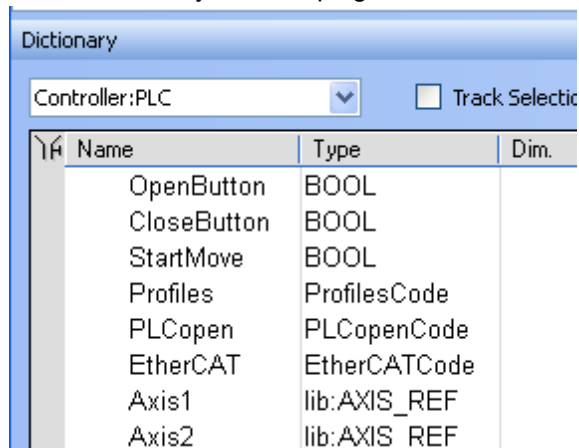 Dictionary
Controller:PLC Track Selectio
Name Type Dim.
OpenButton BOOL
CloseButton BOOL
StartMove BOOL
Profiles ProfilesCode
PLCopen PLCopenCode
EtherCAT EtherCATCode
Axis1 lib:AXIS_REF
Axis2 lib:AXIS_REF